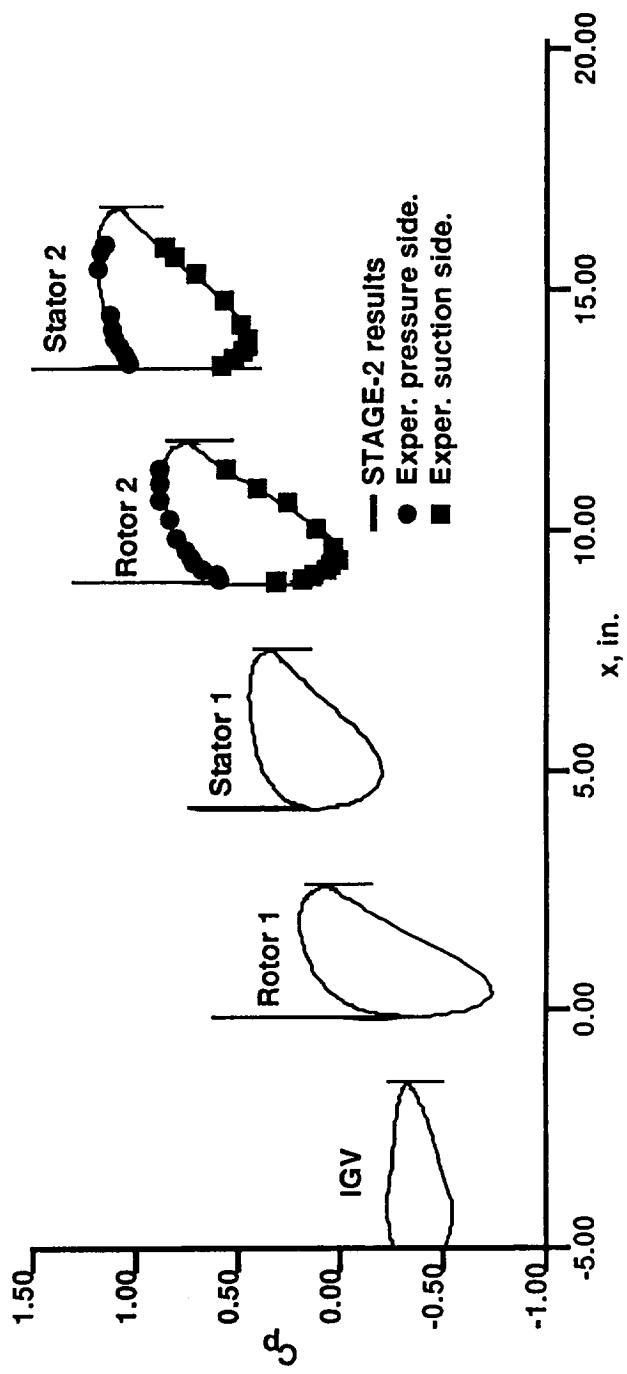 1.50
1.00
0.50
0.00
-0.50
-1.00
Cp
IGV
Rotor 1
Stator 1
Rotor 2
Stator 2
STAGE-2 results
Exper. pressure side.
Exper. suction side.
-5.00
0.00
5.00
10.00
15.00
20.00
x, in.